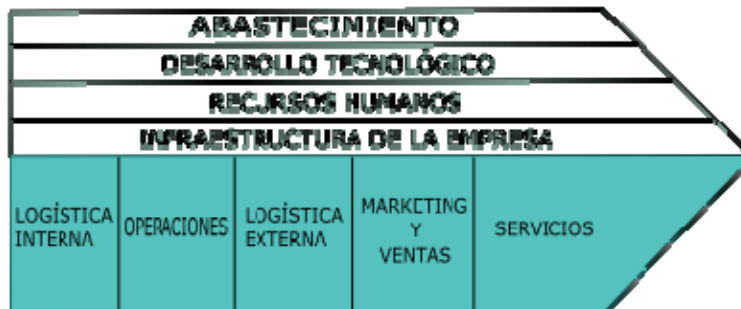 ABASTECIMIENTO
DESARROLLO TECNOLÓGICO
RECURSOS HUMANOS
INFRAESTRUCTURA DE LA EMPRESA
LOGÍSTICA
INTERNA
OPERACIONES
LOGÍSTICA
EXTERNA
MARKETING
Y
VENTAS
SERVICIOS